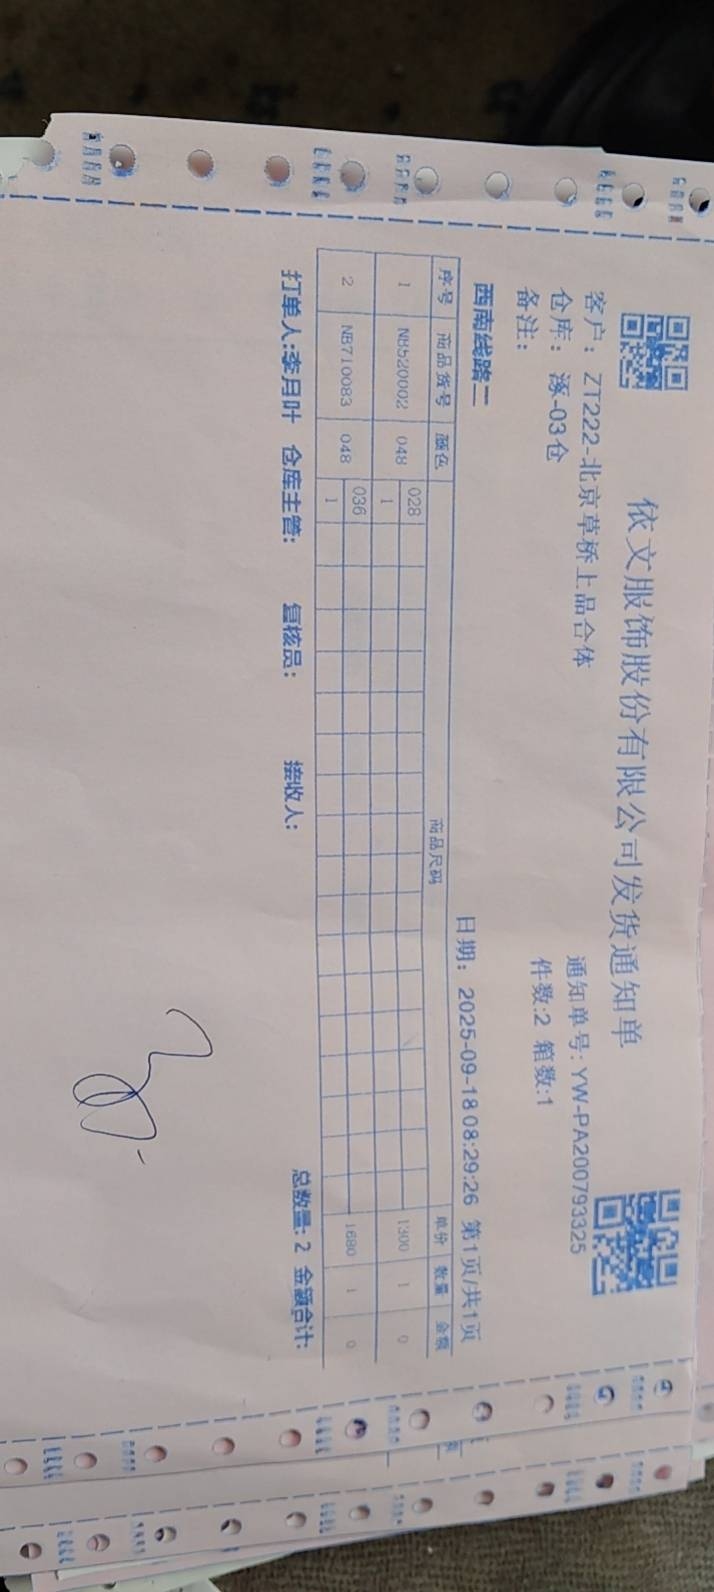 依文服饰股份有限公司发货通知单
客户：ZT222-北京草桥上品合体 通知单号:YW-PA200793325
仓库：涿-03仓 件数:2 箱数:1
备注：
西南线路二 日期：2025-09-18 08:29:26 第1页/共1页
序号 商品货号 颜色 商品尺码 单价 数量 金额
028
1 NB520002 048 1 1300 1 0
036
2 NB710083 048 1 1680 1 0
总数量: 2 金额合计:
打单人:李月叶 仓库主管: 复核员: 接收人: